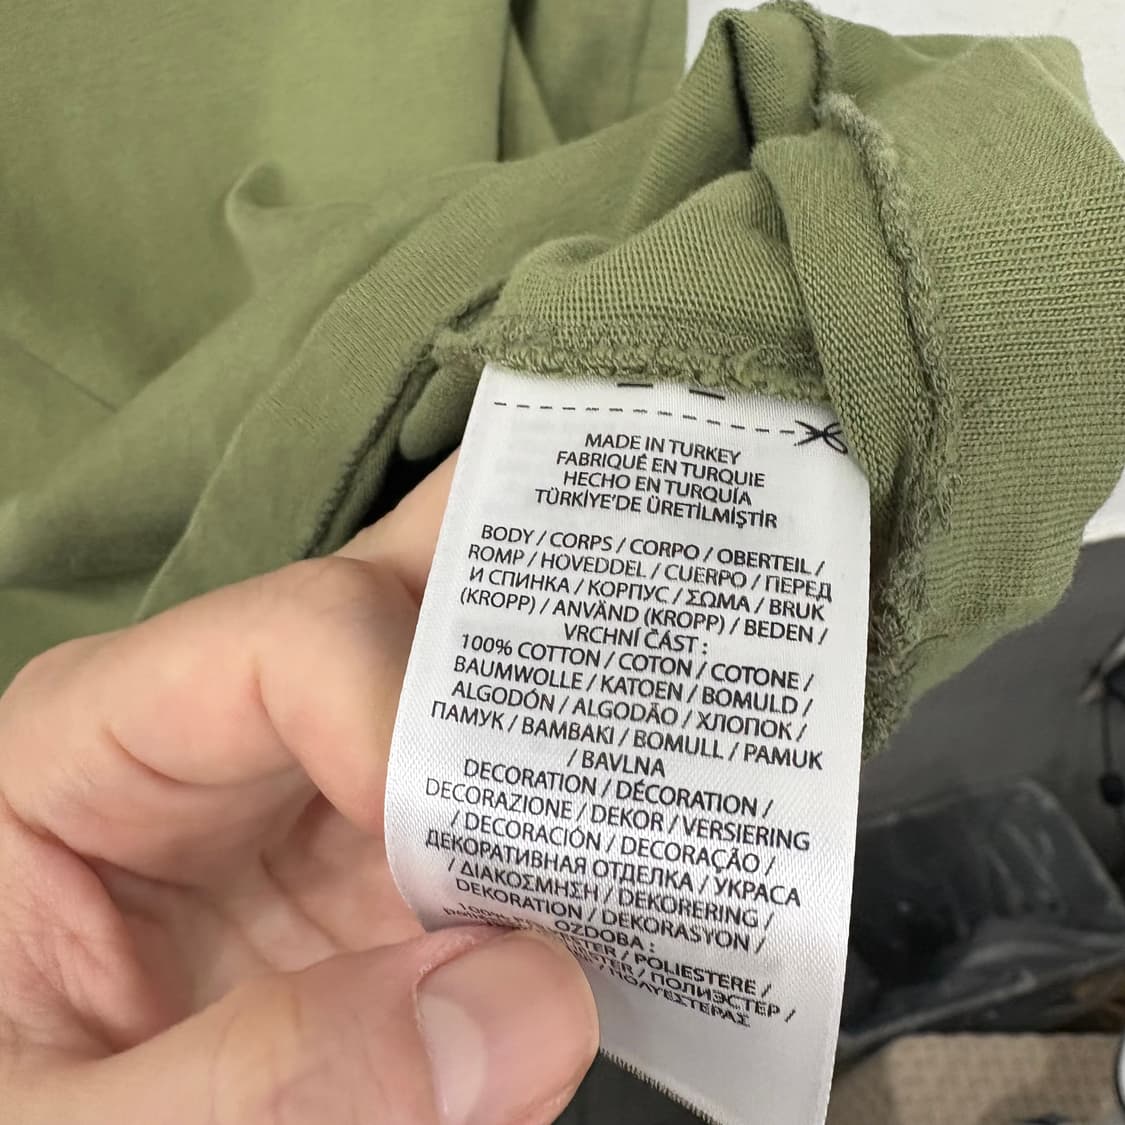 MADE IN TURKEY
FABRIQUÉ EN TURQUIE
HECHO EN TURQUÍA
TÜRKİYE'DE ÜRETİLMİŞTİR
BODY / CORPS / CORPO / OBERTEIL /
ROMP / HOVEDDEL / CUERPO / ПЕРЕД
И СПИНКА / КОРПУС / ΣΩΜΑ / BRUK
(KROPP) / ANVÄND (KROPP) / BEDEN /
VRCHNÍ ČÁST :
100% COTTON / COTON / COTONE /
BAUMWOLLE / KATOEN / BOMULD /
ALGODÓN / ALGODÃO / ХЛОПОК /
ПАМУК / ΒΑΜΒΑΚΙ / BOMULL / PAMUK
/ BAVLNA
DECORATION / DÉCORATION /
DECORAZIONE / DEKOR / VERSIERING
/ DECORACIÓN / DECORAÇÃO /
ДЕКОРАТИВНАЯ ОТДЕЛКА / УКРАСА
/ ΔΙΑΚΟΣΜΗΣΗ / DEKORERING /
DEKORATION / DEKORASYON /
OZDOBA :
100% / POLIESTERE /
/ ПОЛИЭСТЕР /
ΠΟΛΥΕΣΤΕΡΑΣ